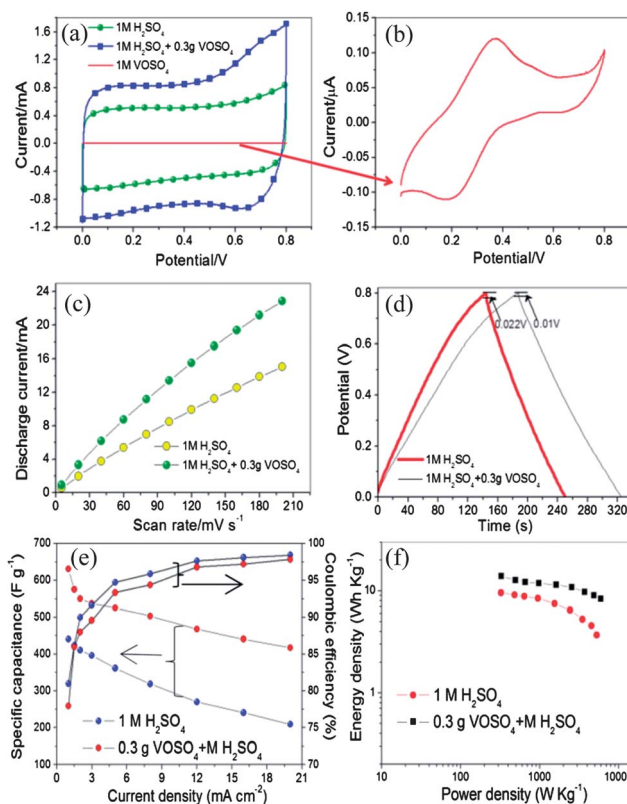 (a)
1M H₂SO₄
1M H₂SO₄ + 0.3g VOSO₄
1M VOSO₄
Current/mA
1.6
1.2
0.8
0.4
0.0
-0.4
-0.8
-1.2
0.0 0.2 0.4 0.6 0.8
Potential/V
(b)
Current/μA
0.15
0.10
0.05
0.00
-0.05
-0.10
-0.15
0.0 0.2 0.4 0.6 0.8
Potential/V
(c)
Discharge current/mA
24
20
16
12
8
4
0
1M H₂SO₄
1M H₂SO₄ + 0.3g VOSO₄
0 30 60 90 120 150 180 210
Scan rate/mV s⁻¹
(d)
Potential (V)
0.8
0.6
0.4
0.2
0.0
0.022V
0.01V
1M H₂SO₄
1M H₂SO₄+0.3g VOSO₄
0 40 80 120 160 200 240 280 320
Time (s)
(e)
Specific capacitance (F g⁻¹)
700
600
500
400
300
200
100
100
95
90
85
80
75
70
Coulombic efficiency (%)
1 M H₂SO₄
0.3 g VOSO₄+M H₂SO₄
0 3 6 9 12 15 18 21
Current density (mA cm⁻²)
(f)
Energy density (Wh Kg⁻¹)
10
1
1 M H₂SO₄
0.3 g VOSO₄+M H₂SO₄
10 100 1000 10000
Power density (W Kg⁻¹)